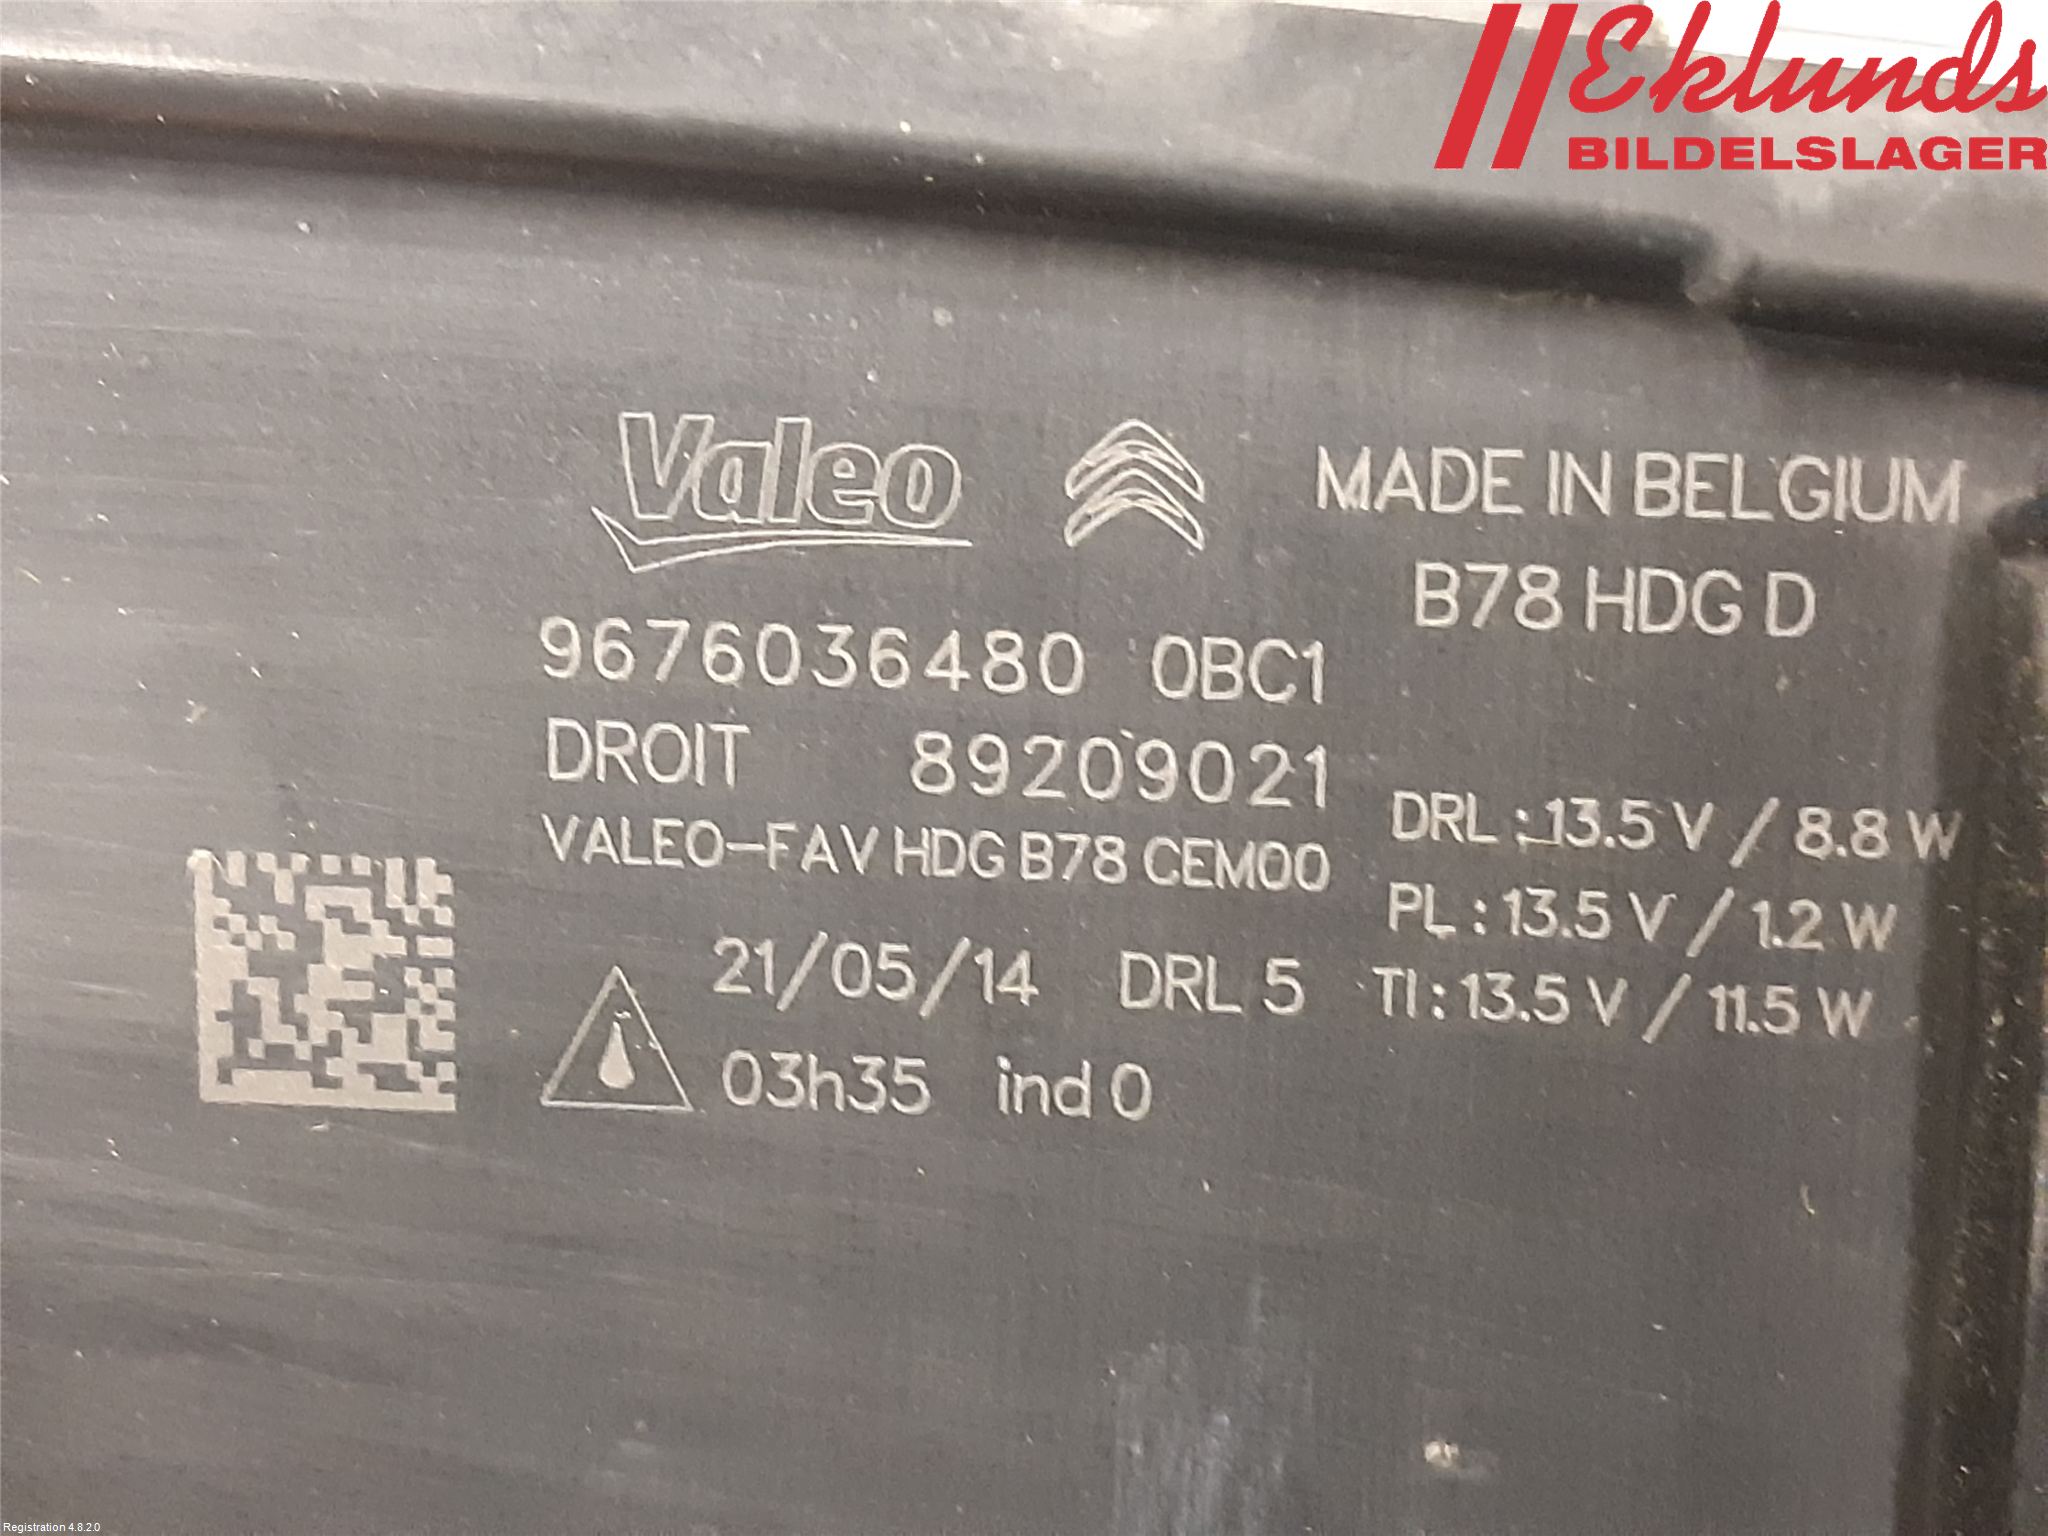 Eklunds
BILDELSLAGER
Valeo
MADE IN BELGIUM
B78 HDG D
9676036480 0BC1
DROIT 89209021
VALEO-FAV HDG B78 CEM00
DRL : 13.5 V / 8.8 W
PL : 13.5 V / 1.2 W
21/05/14 DRL 5
TI : 13.5 V / 11.5 W
03h35 ind 0
Registration 4.8.2.0